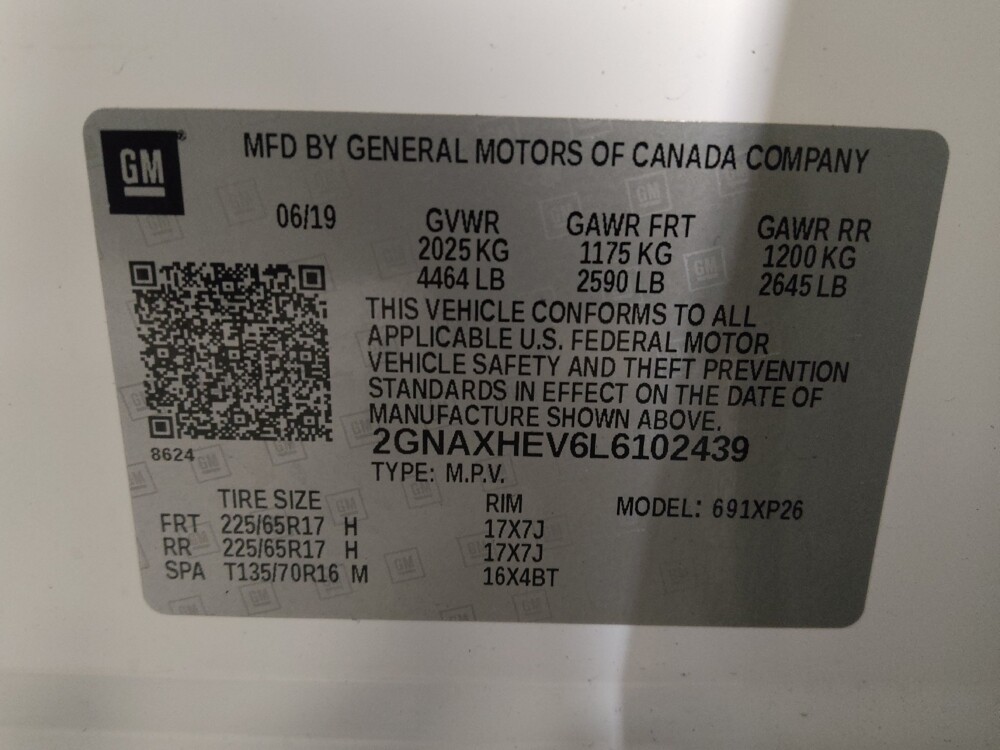 GM
MFD BY GENERAL MOTORS OF CANADA COMPANY
06/19 GVWR GAWR FRT GAWR RR
2025 KG 1175 KG 1200 KG
4464 LB 2590 LB 2645 LB
THIS VEHICLE CONFORMS TO ALL
APPLICABLE U.S. FEDERAL MOTOR
VEHICLE SAFETY AND THEFT PREVENTION
STANDARDS IN EFFECT ON THE DATE OF
MANUFACTURE SHOWN ABOVE.
2GNAXHEV6L6102439
8624
TYPE: M.P.V.
TIRE SIZE RIM MODEL: 691XP26
FRT 225/65R17 H 17X7J
RR 225/65R17 H 17X7J
SPA T135/70R16 M 16X4BT